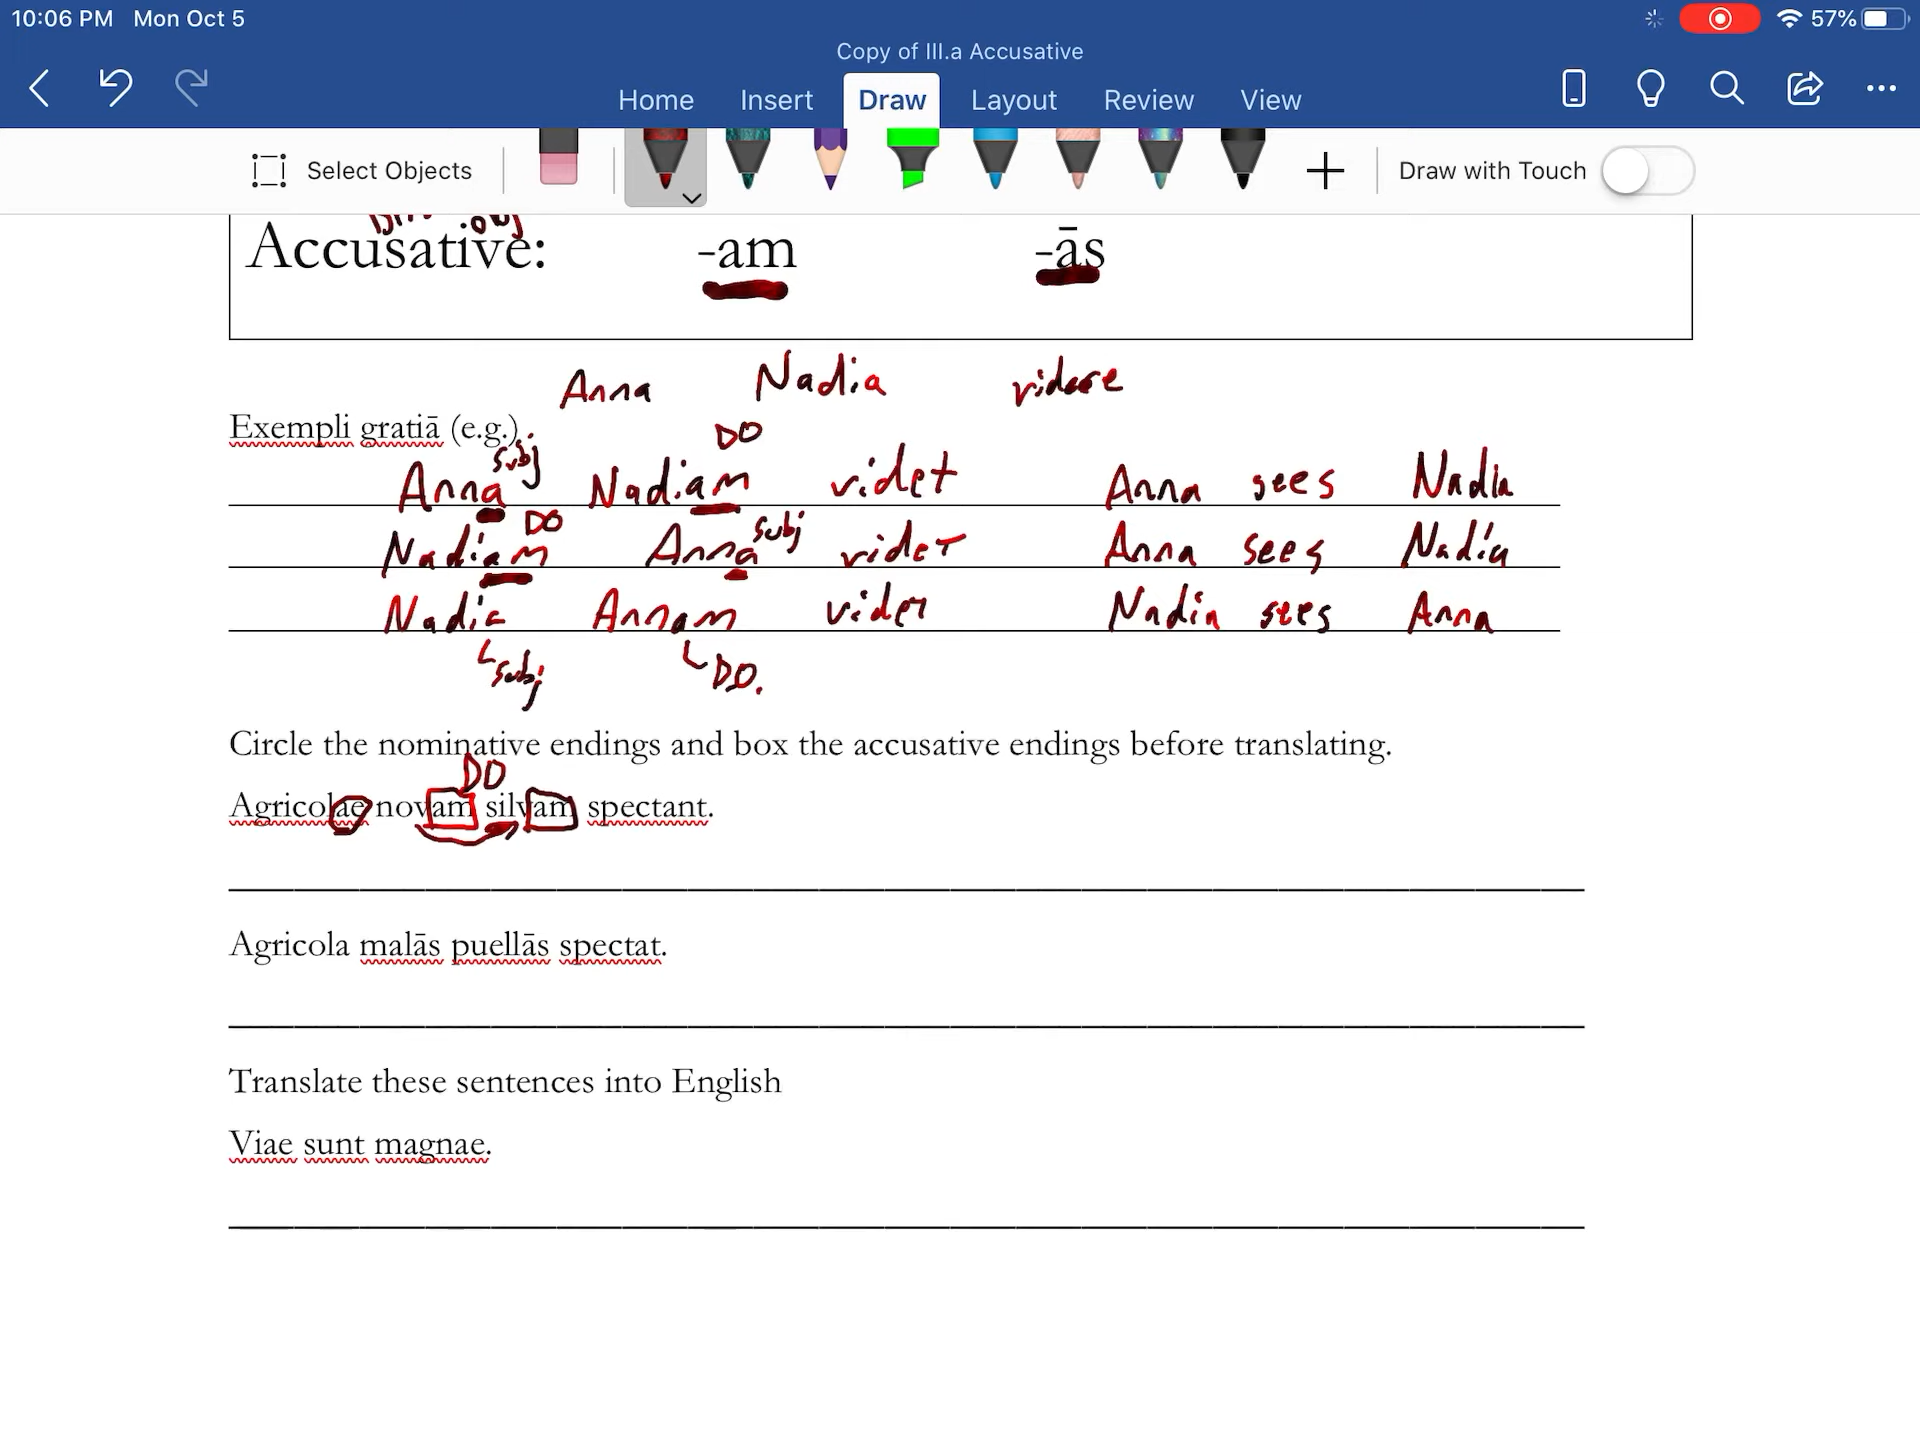 10:06 PM Mon Oct 5 57%
Copy of III.a Accusative
Home Insert Draw Layout Review View
Select Objects Draw with Touch
obj
Accusative: -am -ās
Anna Nadia videre
Exempli gratiā (e.g.)
subj DO
Anna Nadiam videt Anna sees Nadia
DO subj
Nadiam Anna videt Anna sees Nadia
Nadia Annam videt Nadia sees Anna
subj DO.
Circle the nominative endings and box the accusative endings before translating.
DO
Agricolae novam silvam spectant.
Agricola malās puellās spectat.
Translate these sentences into English
Viae sunt magnae.